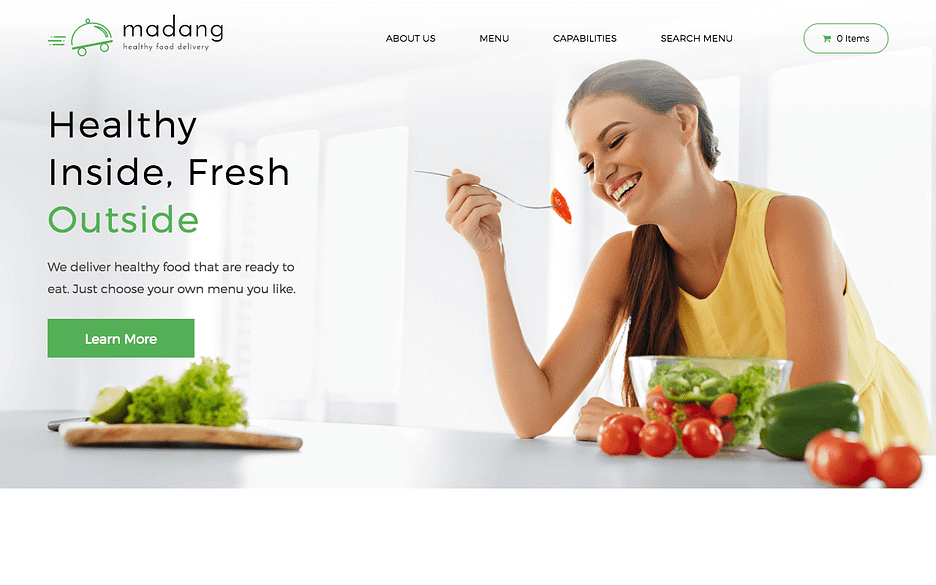 madang
healthy food delivery
ABOUT US
MENU
CAPABILITIES
SEARCH MENU
0 Items
Healthy
Inside, Fresh
Outside
We deliver healthy food that are ready to
eat. Just choose your own menu you like.
Learn More